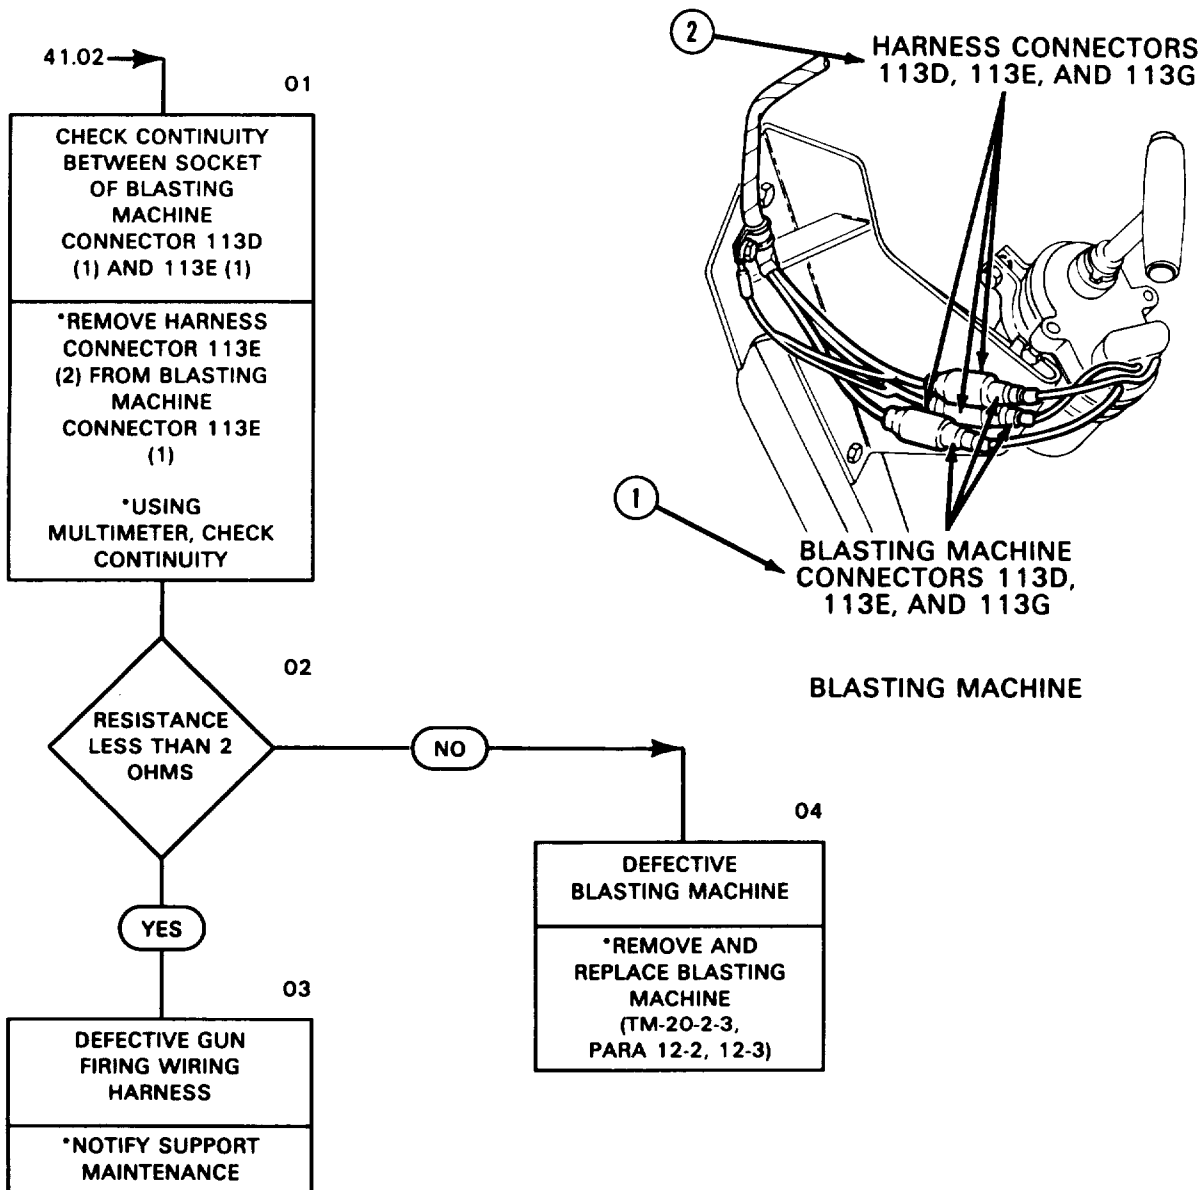 41.02
01
CHECK CONTINUITY
BETWEEN SOCKET
OF BLASTING
MACHINE
CONNECTOR 113D
(1) AND 113E (1)
*REMOVE HARNESS
CONNECTOR 113E
(2) FROM BLASTING
MACHINE
CONNECTOR 113E
(1)
*USING
MULTIMETER, CHECK
CONTINUITY
02
RESISTANCE
LESS THAN 2
OHMS
NO
YES
03
DEFECTIVE GUN
FIRING WIRING
HARNESS
*NOTIFY SUPPORT
MAINTENANCE
04
DEFECTIVE
BLASTING MACHINE
*REMOVE AND
REPLACE BLASTING
MACHINE
(TM-20-2-3,
PARA 12-2, 12-3)
2
HARNESS CONNECTORS
113D, 113E, AND 113G
1
BLASTING MACHINE
CONNECTORS 113D,
113E, AND 113G
BLASTING MACHINE